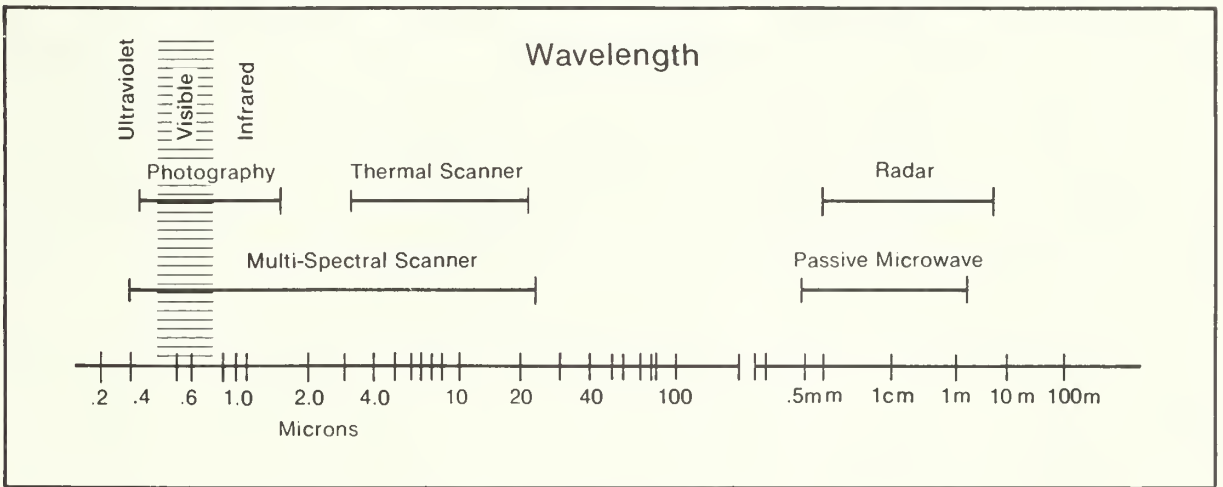 Wavelength
Ultraviolet
Visible
Infrared
Photography
Thermal Scanner
Radar
Multi-Spectral Scanner
Passive Microwave
.2 .4 .6 1.0 2.0 4.0 10 20 40 100 .5mm 1cm 1m 10m 100m
Microns